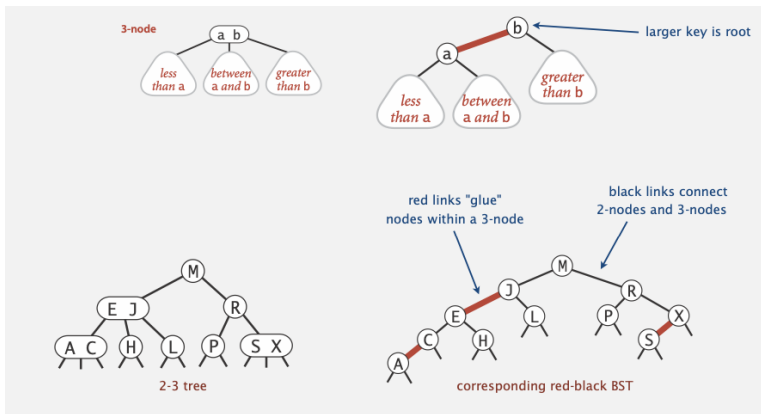 3-node
a b
less
than a
between
a and b
greater
than b
b
larger key is root
a
less
than a
between
a and b
greater
than b
red links "glue"
nodes within a 3-node
black links connect
2-nodes and 3-nodes
M
E J
R
A C
H
L
P
S X
2-3 tree
M
J
R
E
L
P
X
C
H
S
A
corresponding red-black BST